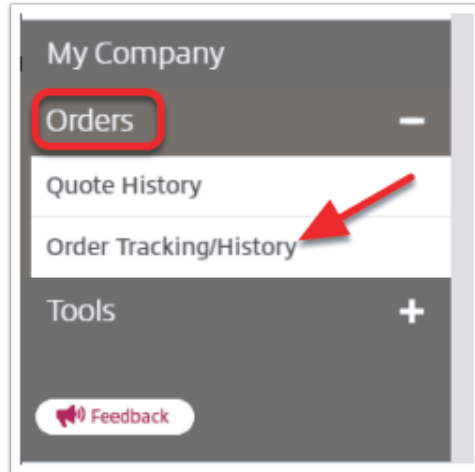 My Company
Orders
Quote History
Order Tracking/History
Tools
Feedback